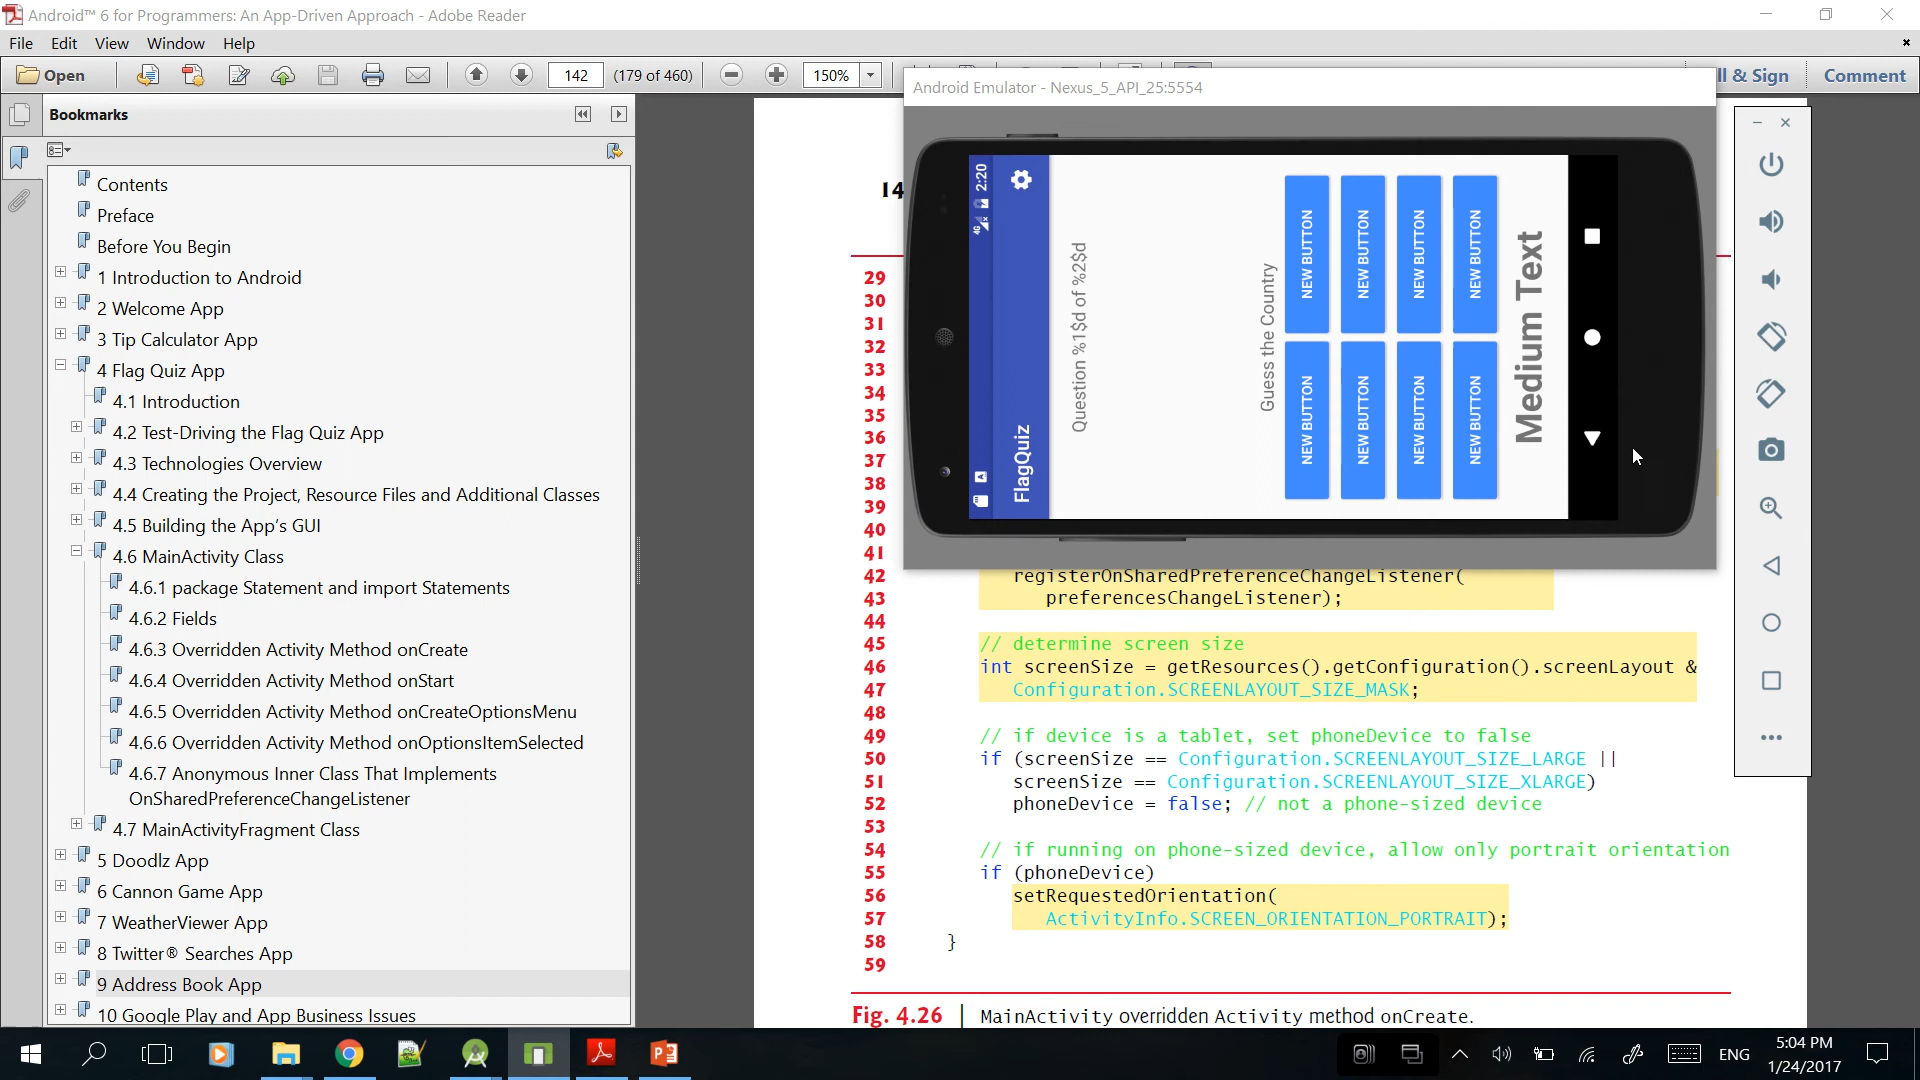 Android™ 6 for Programmers: An App-Driven Approach - Adobe Reader
File Edit View Window Help
Open 142 (179 of 460) 150% ll & Sign Comment
Bookmarks
Contents
Preface
Before You Begin
1 Introduction to Android
2 Welcome App
3 Tip Calculator App
4 Flag Quiz App
4.1 Introduction
4.2 Test-Driving the Flag Quiz App
4.3 Technologies Overview
4.4 Creating the Project, Resource Files and Additional Classes
4.5 Building the App's GUI
4.6 MainActivity Class
4.6.1 package Statement and import Statements
4.6.2 Fields
4.6.3 Overridden Activity Method onCreate
4.6.4 Overridden Activity Method onStart
4.6.5 Overridden Activity Method onCreateOptionsMenu
4.6.6 Overridden Activity Method onOptionsItemSelected
4.6.7 Anonymous Inner Class That Implements
OnSharedPreferenceChangeListener
4.7 MainActivityFragment Class
5 Doodlz App
6 Cannon Game App
7 WeatherViewer App
8 Twitter® Searches App
9 Address Book App
10 Google Play and App Business Issues
Android Emulator - Nexus_5_API_25:5554
A 4G 2:20
FlagQuiz
Question %1$d of %2$d
Guess the Country
NEW BUTTON NEW BUTTON
NEW BUTTON NEW BUTTON
NEW BUTTON NEW BUTTON
NEW BUTTON NEW BUTTON
Medium Text
14
29
30
31
32
33
34
35
36
37
38
39
40
41
42 registerOnSharedPreferenceChangeListener(
43 preferencesChangeListener);
44
45 // determine screen size
46 int screenSize = getResources().getConfiguration().screenLayout &
47 Configuration.SCREENLAYOUT_SIZE_MASK;
48
49 // if device is a tablet, set phoneDevice to false
50 if (screenSize == Configuration.SCREENLAYOUT_SIZE_LARGE ||
51 screenSize == Configuration.SCREENLAYOUT_SIZE_XLARGE)
52 phoneDevice = false; // not a phone-sized device
53
54 // if running on phone-sized device, allow only portrait orientation
55 if (phoneDevice)
56 setRequestedOrientation(
57 ActivityInfo.SCREEN_ORIENTATION_PORTRAIT);
58 }
59
Fig. 4.26 | MainActivity overridden Activity method onCreate.
ENG
5:04 PM
1/24/2017